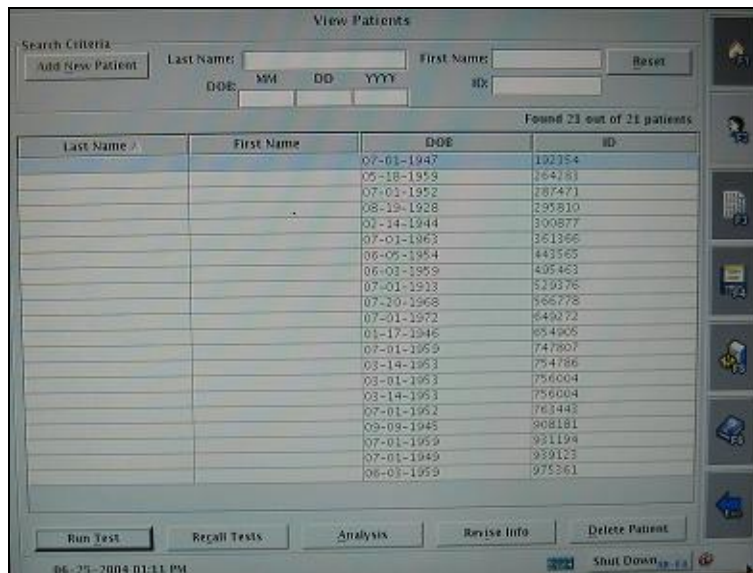 View Patients
Search Criteria
Add New Patient Last Name: First Name: Reset
DOB: MM DD YYYY ID:
Found 21 out of 21 patients
Last Name First Name DOB ID
07-01-1947 192354
05-18-1959 264283
07-01-1952 287471
08-19-1928 295810
02-14-1944 300877
07-01-1963 361366
06-05-1954 443565
06-03-1959 495463
07-01-1913 529376
07-20-1968 566778
07-01-1972 649272
01-17-1946 654905
07-01-1959 747807
03-14-1953 754786
03-01-1953 756004
03-14-1953 756004
07-01-1952 763443
09-09-1945 908181
07-01-1959 931194
07-01-1949 939123
06-03-1959 975361
Run Test Recall Tests Analysis Revise Info Delete Patient
06-25-2004 01:11 PM Shut Down